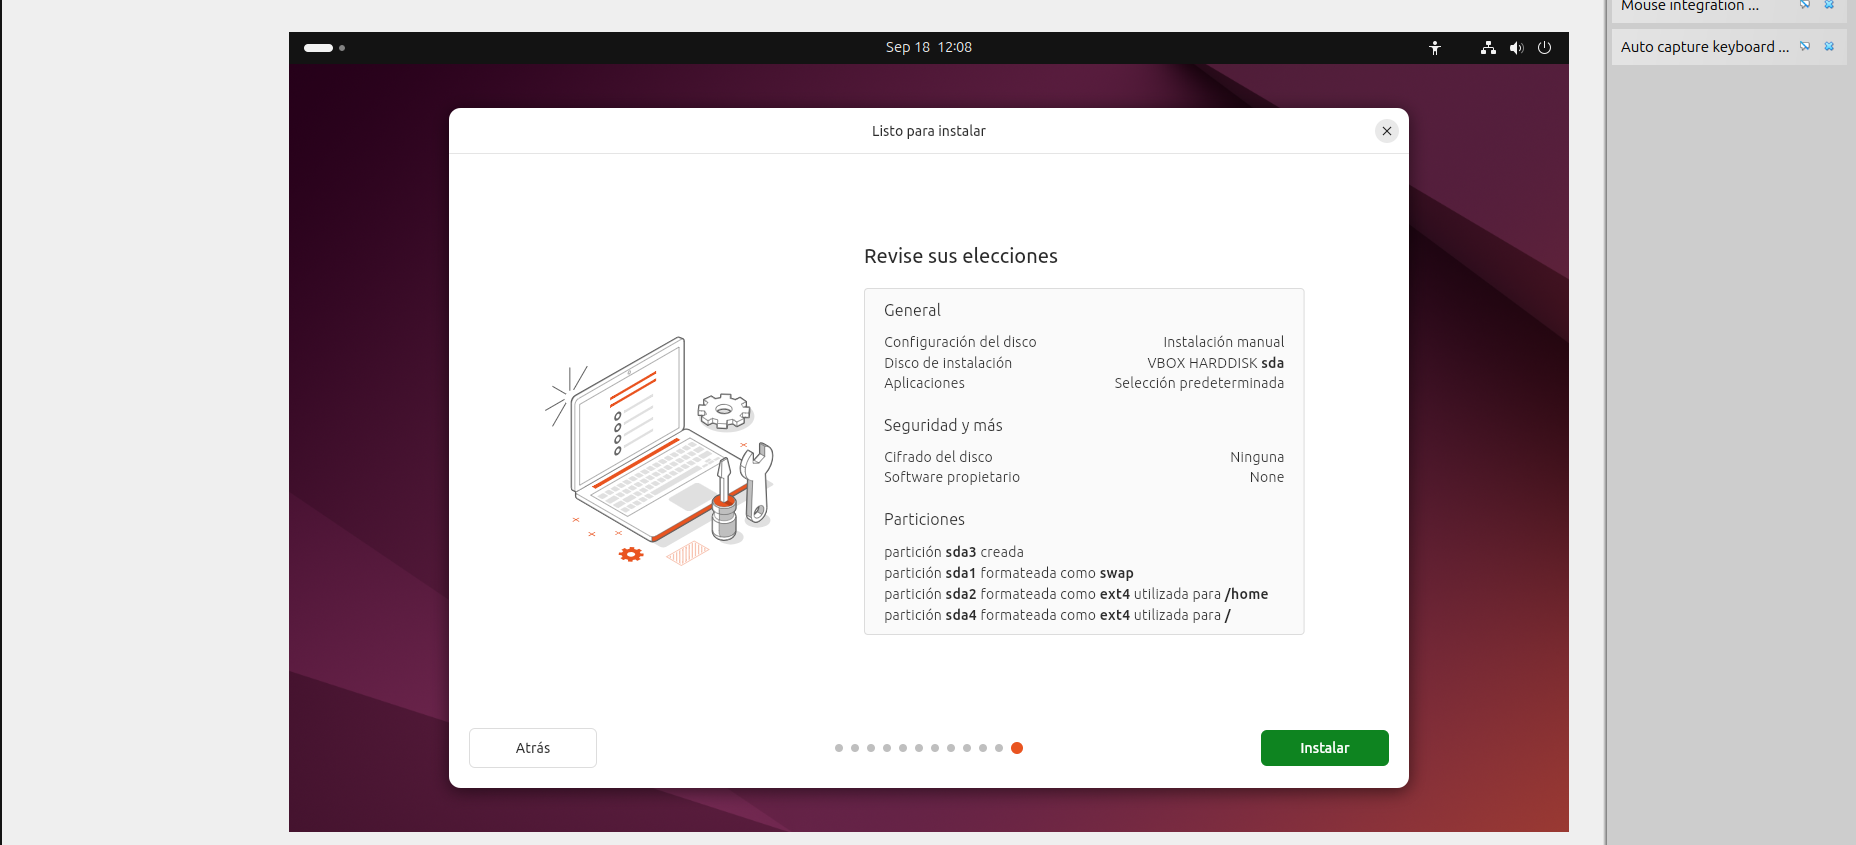 Mouse integration ...
Auto capture keyboard ...
Sep 18 12:08
Listo para instalar
Revise sus elecciones
General
Configuración del disco Instalación manual
Disco de instalación VBOX HARDDISK sda
Aplicaciones Selección predeterminada
Seguridad y más
Cifrado del disco Ninguna
Software propietario None
Particiones
partición sda3 creada
partición sda1 formateada como swap
partición sda2 formateada como ext4 utilizada para /home
partición sda4 formateada como ext4 utilizada para /
Atrás
Instalar